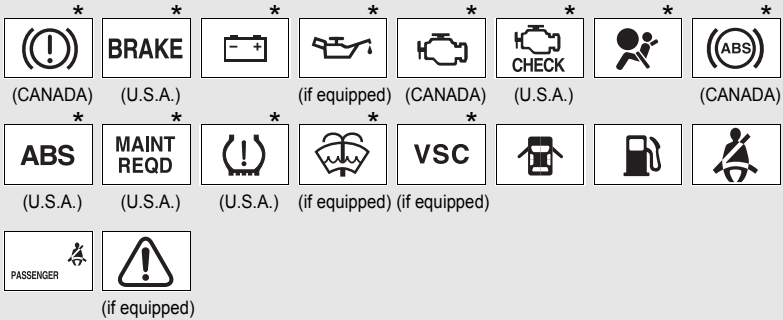 * * * * * * * *
(!) BRAKE - + CHECK (ABS)
(CANADA) (U.S.A.) (if equipped) (CANADA) (U.S.A.) (CANADA)
* * * * *
ABS MAINT REQD (!) VSC
(U.S.A.) (U.S.A.) (U.S.A.) (if equipped) (if equipped)
PASSENGER !
(if equipped)